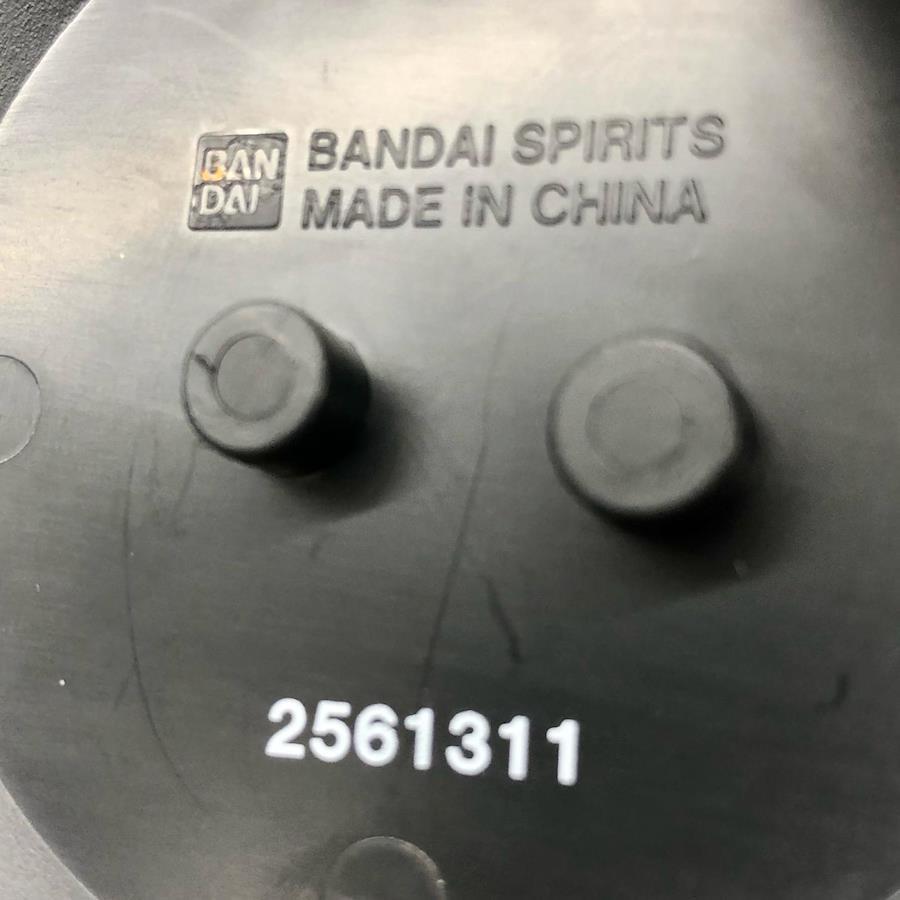 BAN
DAI
BANDAI SPIRITS
MADE IN CHINA
2561311